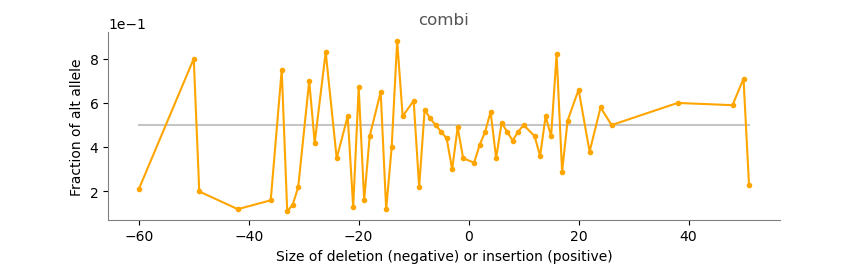 combi
1e−1
8
6
4
2
Fraction of alt allele
−60 −40 −20 0 20 40
Size of deletion (negative) or insertion (positive)